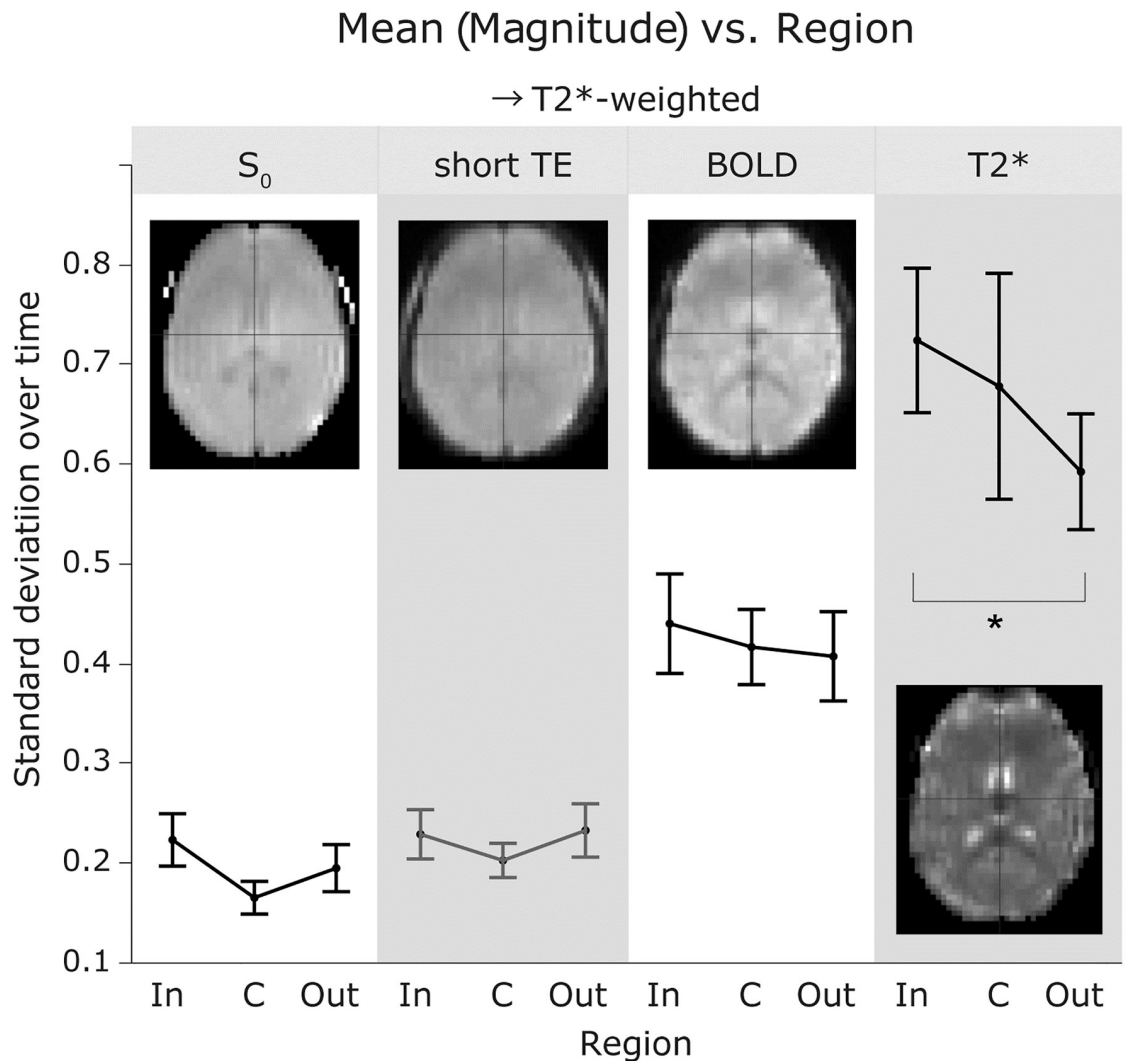 Mean (Magnitude) vs. Region
→ T2*-weighted
S0 short TE BOLD T2*
Standard deviatiion over time
0.8
0.7
0.6
0.5
0.4
0.3
0.2
0.1
*
In C Out In C Out In C Out In C Out
Region